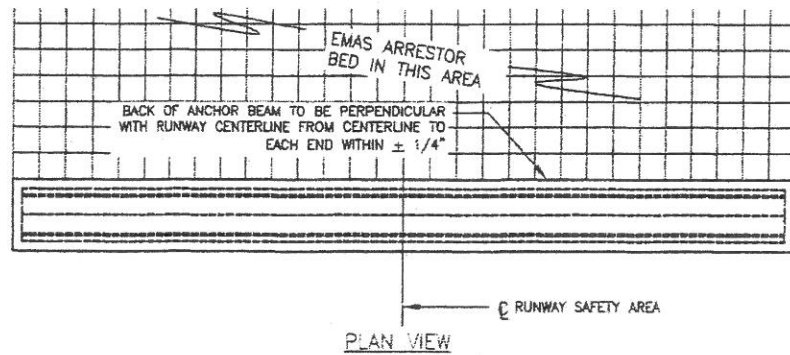 EMAS ARRESTOR
BED IN THIS AREA
BACK OF ANCHOR BEAM TO BE PERPENDICULAR
WITH RUNWAY CENTERLINE FROM CENTERLINE TO
EACH END WITHIN ± 1/4"
℄ RUNWAY SAFETY AREA
PLAN VIEW